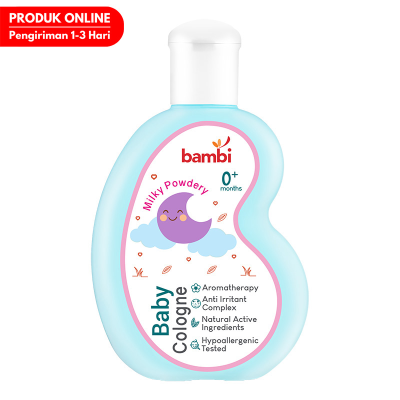 PRODUK ONLINE
Pengiriman 1-3 Hari
bambi
Milky Powdery
0+
months
Baby
Cologne
Aromatherapy
Anti Irritant
Complex
Natural Active
Ingredients
Hypoallergenic
Tested